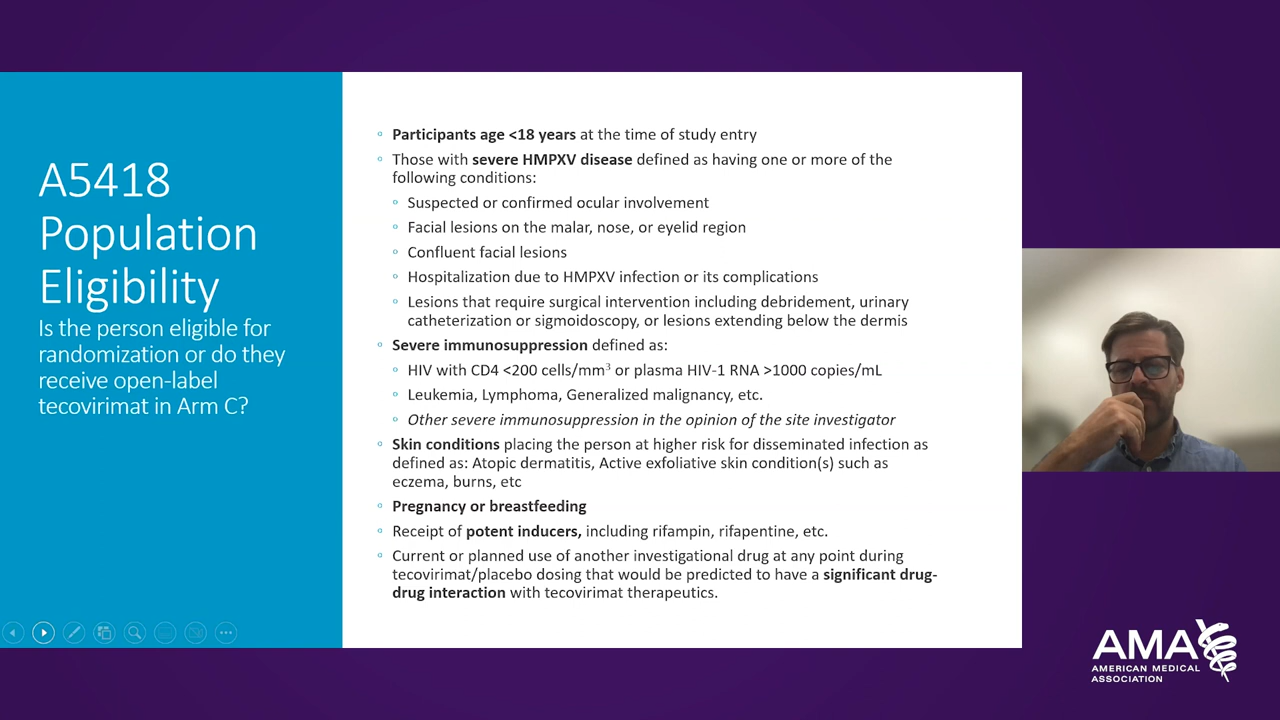 A5418
Population
Eligibility
Is the person eligible for
randomization or do they
receive open-label
tecovirimat in Arm C?
Participants age <18 years at the time of study entry
Those with severe HMPXV disease defined as having one or more of the
following conditions:
Suspected or confirmed ocular involvement
Facial lesions on the malar, nose, or eyelid region
Confluent facial lesions
Hospitalization due to HMPXV infection or its complications
Lesions that require surgical intervention including debridement, urinary
catheterization or sigmoidoscopy, or lesions extending below the dermis
Severe immunosuppression defined as:
HIV with CD4 <200 cells/mm³ or plasma HIV-1 RNA >1000 copies/mL
Leukemia, Lymphoma, Generalized malignancy, etc.
Other severe immunosuppression in the opinion of the site investigator
Skin conditions placing the person at higher risk for disseminated infection as
defined as: Atopic dermatitis, Active exfoliative skin condition(s) such as
eczema, burns, etc
Pregnancy or breastfeeding
Receipt of potent inducers, including rifampin, rifapentine, etc.
Current or planned use of another investigational drug at any point during
tecovirimat/placebo dosing that would be predicted to have a significant drug-
drug interaction with tecovirimat therapeutics.
AMA
AMERICAN MEDICAL
ASSOCIATION